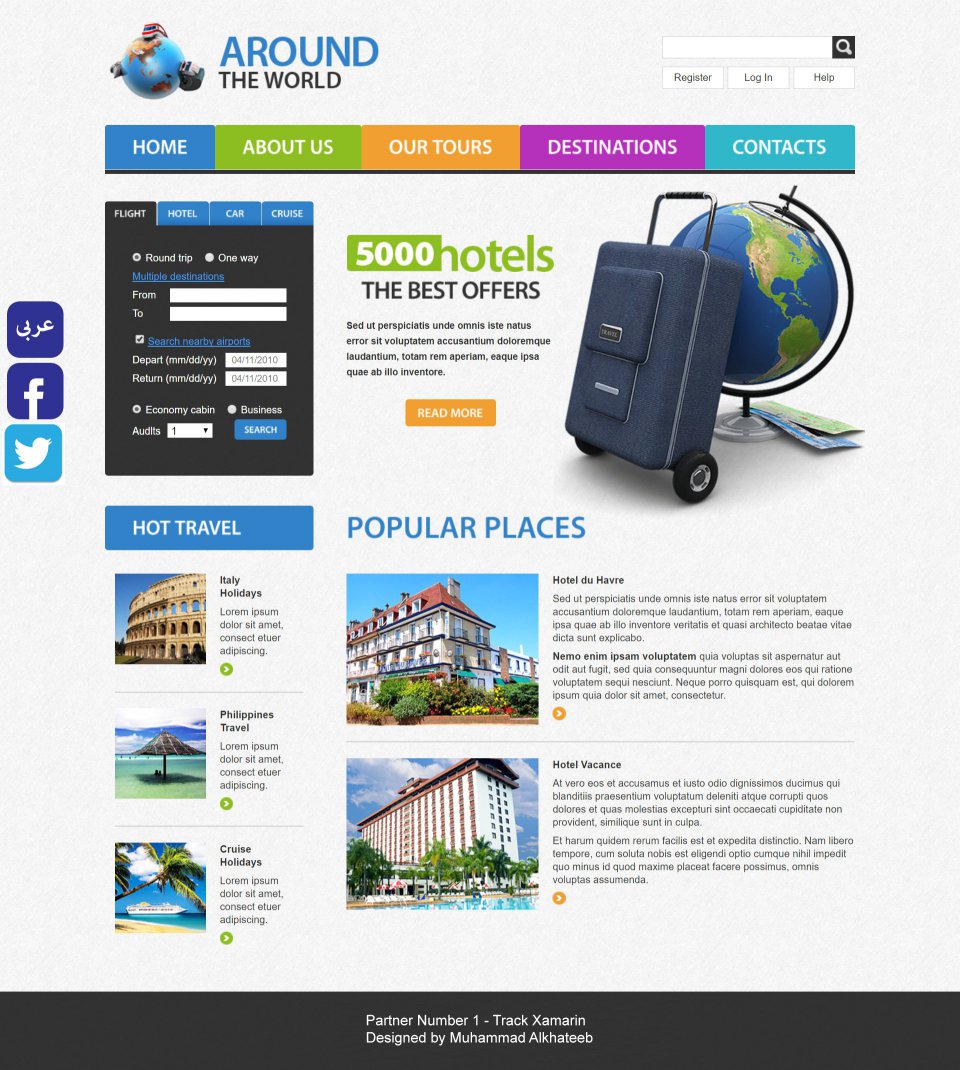 AROUND
THE WORLD
Register
Log In
Help
HOME
ABOUT US
OUR TOURS
DESTINATIONS
CONTACTS
FLIGHT
HOTEL
CAR
CRUISE
Round trip
One way
Multiple destinations
From
To
Search nearby airports
Depart (mm/dd/yy) 04/11/2010
Return (mm/dd/yy) 04/11/2010
Economy cabin
Business
Audlts 1
SEARCH
عربى
5000hotels
THE BEST OFFERS
Sed ut perspiciatis unde omnis iste natus
error sit voluptatem accusantium doloremque
laudantium, totam rem aperiam, eaque ipsa
quae ab illo inventore.
READ MORE
TRAVEL
HOT TRAVEL
Italy
Holidays
Lorem ipsum
dolor sit amet,
consect etuer
adipiscing.
Philippines
Travel
Lorem ipsum
dolor sit amet,
consect etuer
adipiscing.
Cruise
Holidays
Lorem ipsum
dolor sit amet,
consect etuer
adipiscing.
POPULAR PLACES
Hotel du Havre
Sed ut perspiciatis unde omnis iste natus error sit voluptatem
accusantium doloremque laudantium, totam rem aperiam, eaque
ipsa quae ab illo inventore veritatis et quasi architecto beatae vitae
dicta sunt explicabo.
Nemo enim ipsam voluptatem quia voluptas sit aspernatur aut
odit aut fugit, sed quia consequuntur magni dolores eos qui ratione
voluptatem sequi nesciunt. Neque porro quisquam est, qui dolorem
ipsum quia dolor sit amet, consectetur.
Hotel Vacance
At vero eos et accusamus et iusto odio dignissimos ducimus qui
blanditiis praesentium voluptatum deleniti atque corrupti quos
dolores et quas molestias excepturi sint occaecati cupiditate non
provident, similique sunt in culpa.
Et harum quidem rerum facilis est et expedita distinctio. Nam libero
tempore, cum soluta nobis est eligendi optio cumque nihil impedit
quo minus id quod maxime placeat facere possimus, omnis
voluptas assumenda.
Partner Number 1 - Track Xamarin
Designed by Muhammad Alkhateeb